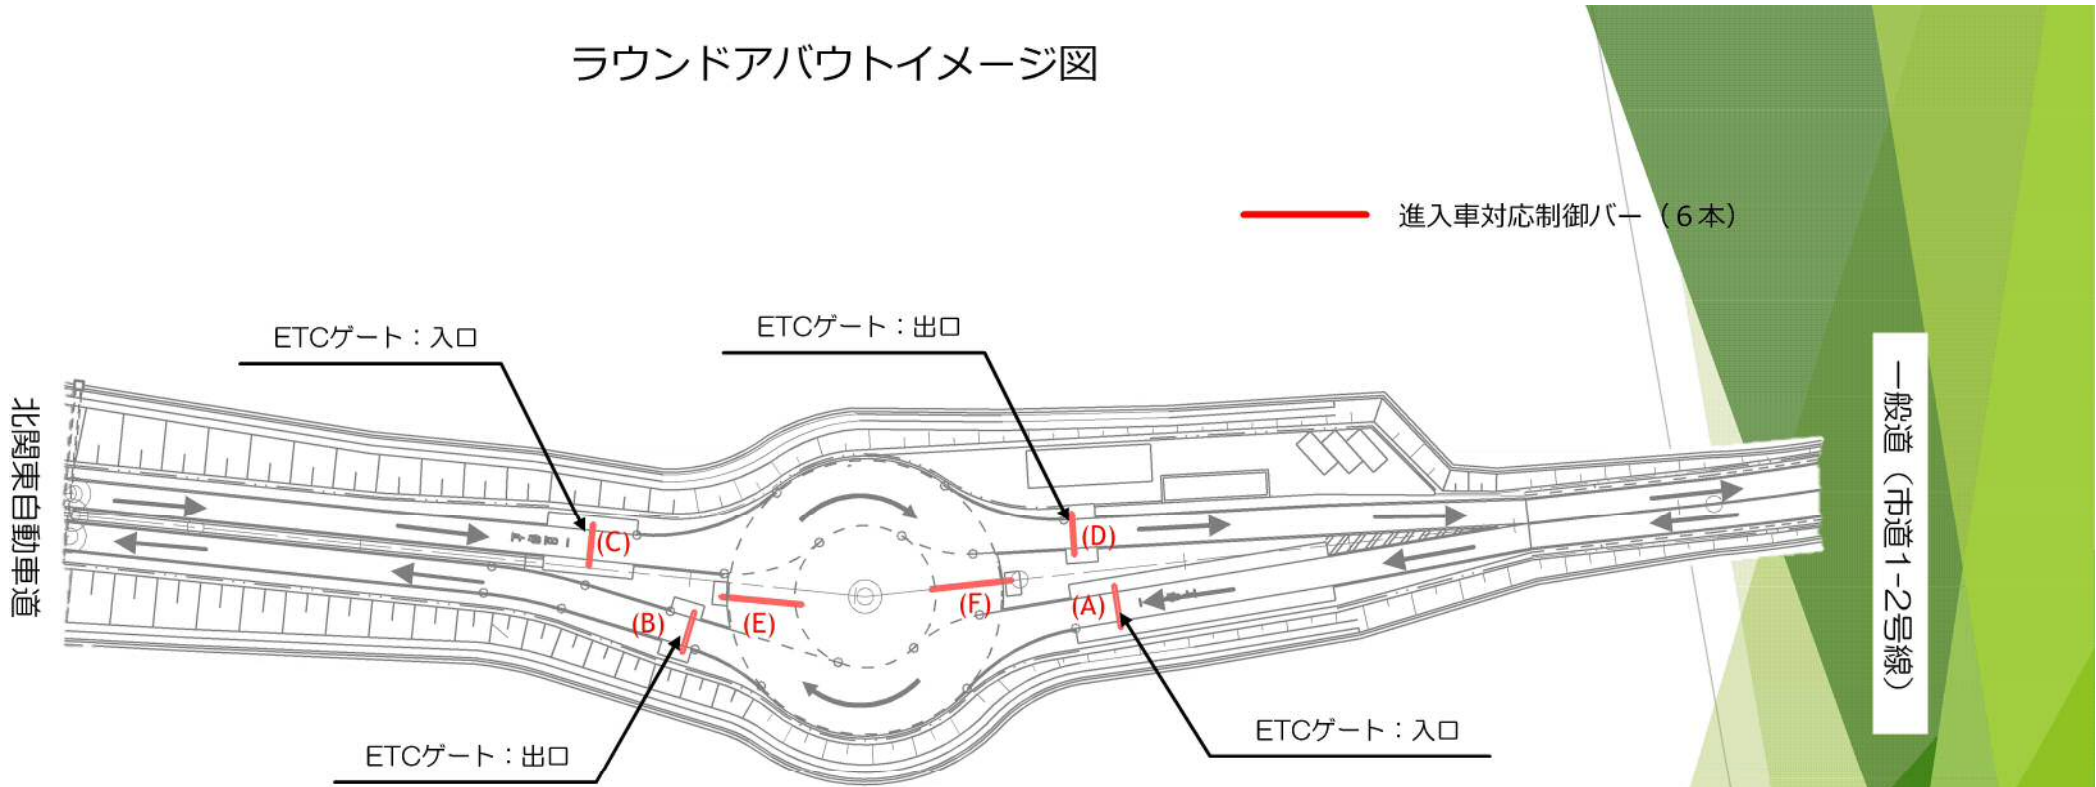 ラウンドアバウトイメージ図
進入車対応制御バー（６本）
ETCゲート：入口
ETCゲート：出口
北関東自動車道
一般道（市道1-2号線）
(C)
(D)
(F)
(A)
(E)
(B)
ETCゲート：入口
ETCゲート：出口